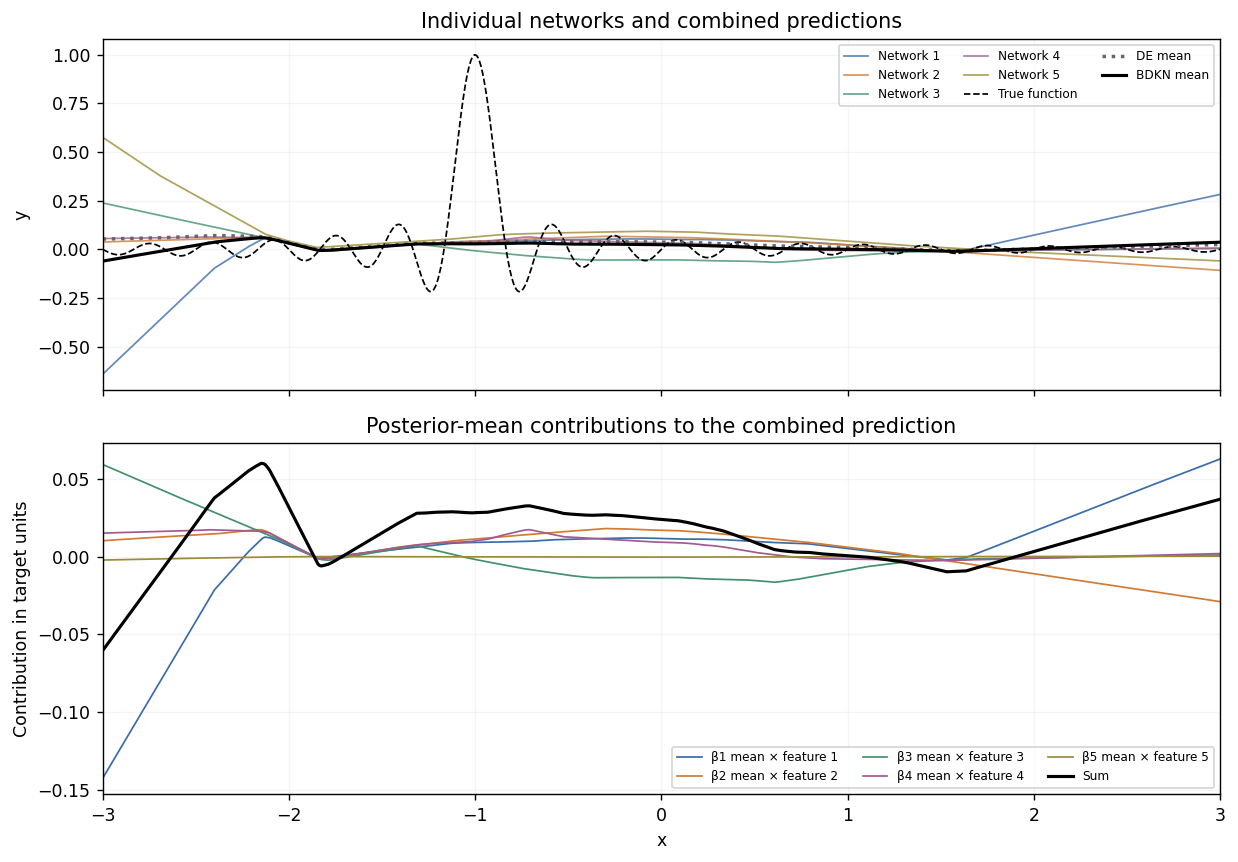 Individual networks and combined predictions
1.00
0.75
0.50
0.25
0.00
−0.25
−0.50
y
Network 1
Network 2
Network 3
Network 4
Network 5
True function
DE mean
BDKN mean
Posterior-mean contributions to the combined prediction
0.05
0.00
−0.05
−0.10
−0.15
Contribution in target units
β1 mean × feature 1
β2 mean × feature 2
β3 mean × feature 3
β4 mean × feature 4
β5 mean × feature 5
Sum
−3
−2
−1
0
1
2
3
x